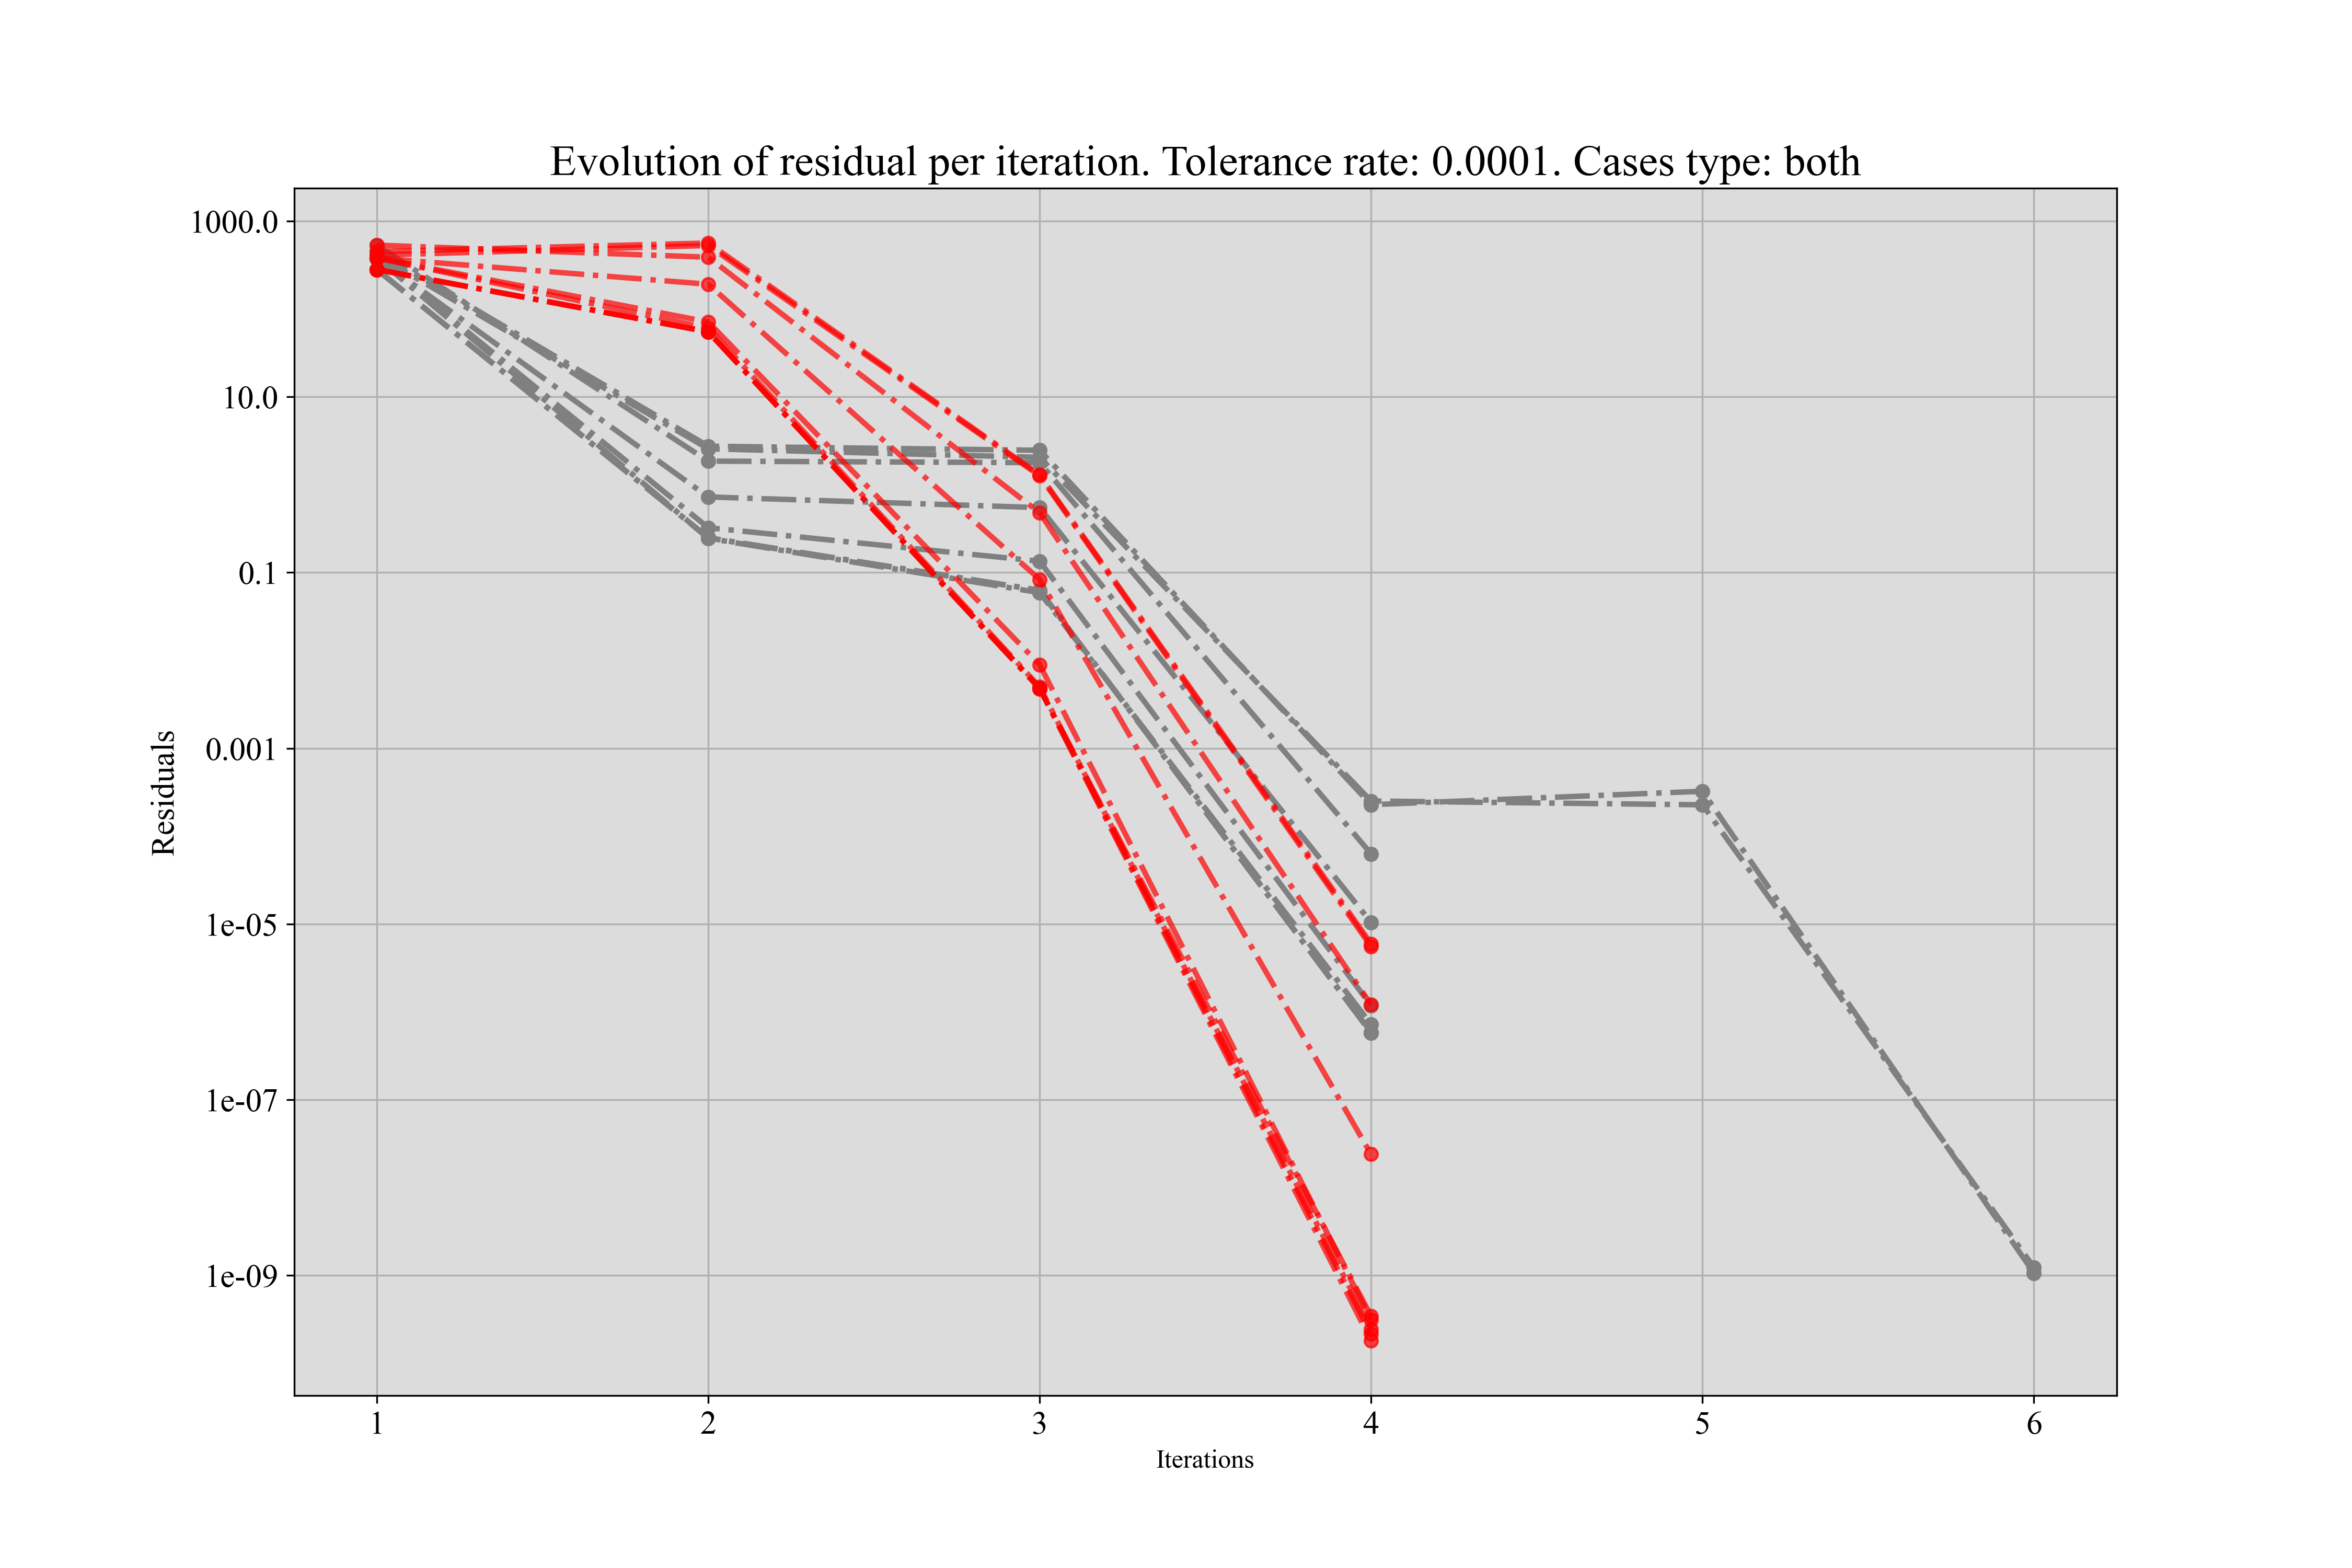 Evolution of residual per iteration. Tolerance rate: 0.0001. Cases type: both
1000.0
10.0
0.1
0.001
1e-05
1e-07
1e-09
Residuals
1 2 3 4 5 6
Iterations